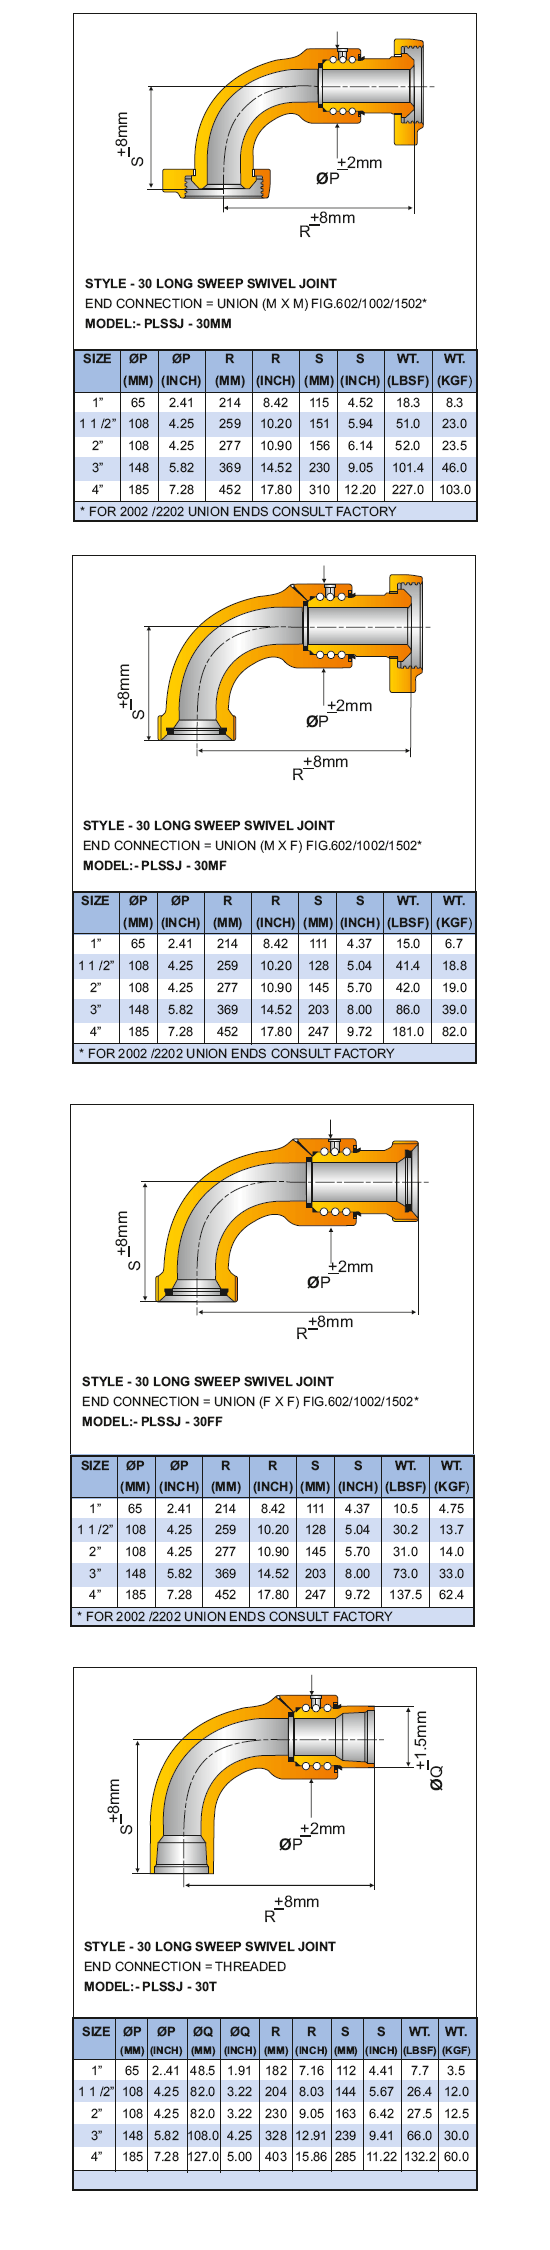 S ±8mm
ØP ±2mm
R ±8mm
STYLE - 30 LONG SWEEP SWIVEL JOINT
END CONNECTION = UNION (M X M) FIG.602/1002/1502*
MODEL:- PLSSJ - 30MM
SIZE ØP ØP R R S S WT. WT.
(MM) (INCH) (MM) (INCH) (MM) (INCH) (LBSF) (KGF)
1” 65 2.41 214 8.42 115 4.52 18.3 8.3
1 1 /2” 108 4.25 259 10.20 151 5.94 51.0 23.0
2” 108 4.25 277 10.90 156 6.14 52.0 23.5
3” 148 5.82 369 14.52 230 9.05 101.4 46.0
4” 185 7.28 452 17.80 310 12.20 227.0 103.0
* FOR 2002 /2202 UNION ENDS CONSULT FACTORY
S ±8mm
ØP ±2mm
R ±8mm
STYLE - 30 LONG SWEEP SWIVEL JOINT
END CONNECTION = UNION (M X F) FIG.602/1002/1502*
MODEL:- PLSSJ - 30MF
SIZE ØP ØP R R S S WT. WT.
(MM) (INCH) (MM) (INCH) (MM) (INCH) (LBSF) (KGF)
1” 65 2.41 214 8.42 111 4.37 15.0 6.7
1 1 /2” 108 4.25 259 10.20 128 5.04 41.4 18.8
2” 108 4.25 277 10.90 145 5.70 42.0 19.0
3” 148 5.82 369 14.52 203 8.00 86.0 39.0
4” 185 7.28 452 17.80 247 9.72 181.0 82.0
* FOR 2002 /2202 UNION ENDS CONSULT FACTORY
S ±8mm
ØP ±2mm
R ±8mm
STYLE - 30 LONG SWEEP SWIVEL JOINT
END CONNECTION = UNION (F X F) FIG.602/1002/1502*
MODEL:- PLSSJ - 30FF
SIZE ØP ØP R R S S WT. WT.
(MM) (INCH) (MM) (INCH) (MM) (INCH) (LBSF) (KGF)
1” 65 2.41 214 8.42 111 4.37 10.5 4.75
1 1 /2” 108 4.25 259 10.20 128 5.04 30.2 13.7
2” 108 4.25 277 10.90 145 5.70 31.0 14.0
3” 148 5.82 369 14.52 203 8.00 73.0 33.0
4” 185 7.28 452 17.80 247 9.72 137.5 62.4
* FOR 2002 /2202 UNION ENDS CONSULT FACTORY
ØQ ±1.5mm
S ±8mm
ØP ±2mm
R ±8mm
STYLE - 30 LONG SWEEP SWIVEL JOINT
END CONNECTION = THREADED
MODEL:- PLSSJ - 30T
SIZE ØP ØP ØQ ØQ R R S S WT. WT.
(MM) (INCH) (MM) (INCH) (MM) (INCH) (MM) (INCH) (LBSF) (KGF)
1” 65 2..41 48.5 1.91 182 7.16 112 4.41 7.7 3.5
1 1 /2” 108 4.25 82.0 3.22 204 8.03 144 5.67 26.4 12.0
2” 108 4.25 82.0 3.22 230 9.05 163 6.42 27.5 12.5
3” 148 5.82 108.0 4.25 328 12.91 239 9.41 66.0 30.0
4” 185 7.28 127.0 5.00 403 15.86 285 11.22 132.2 60.0